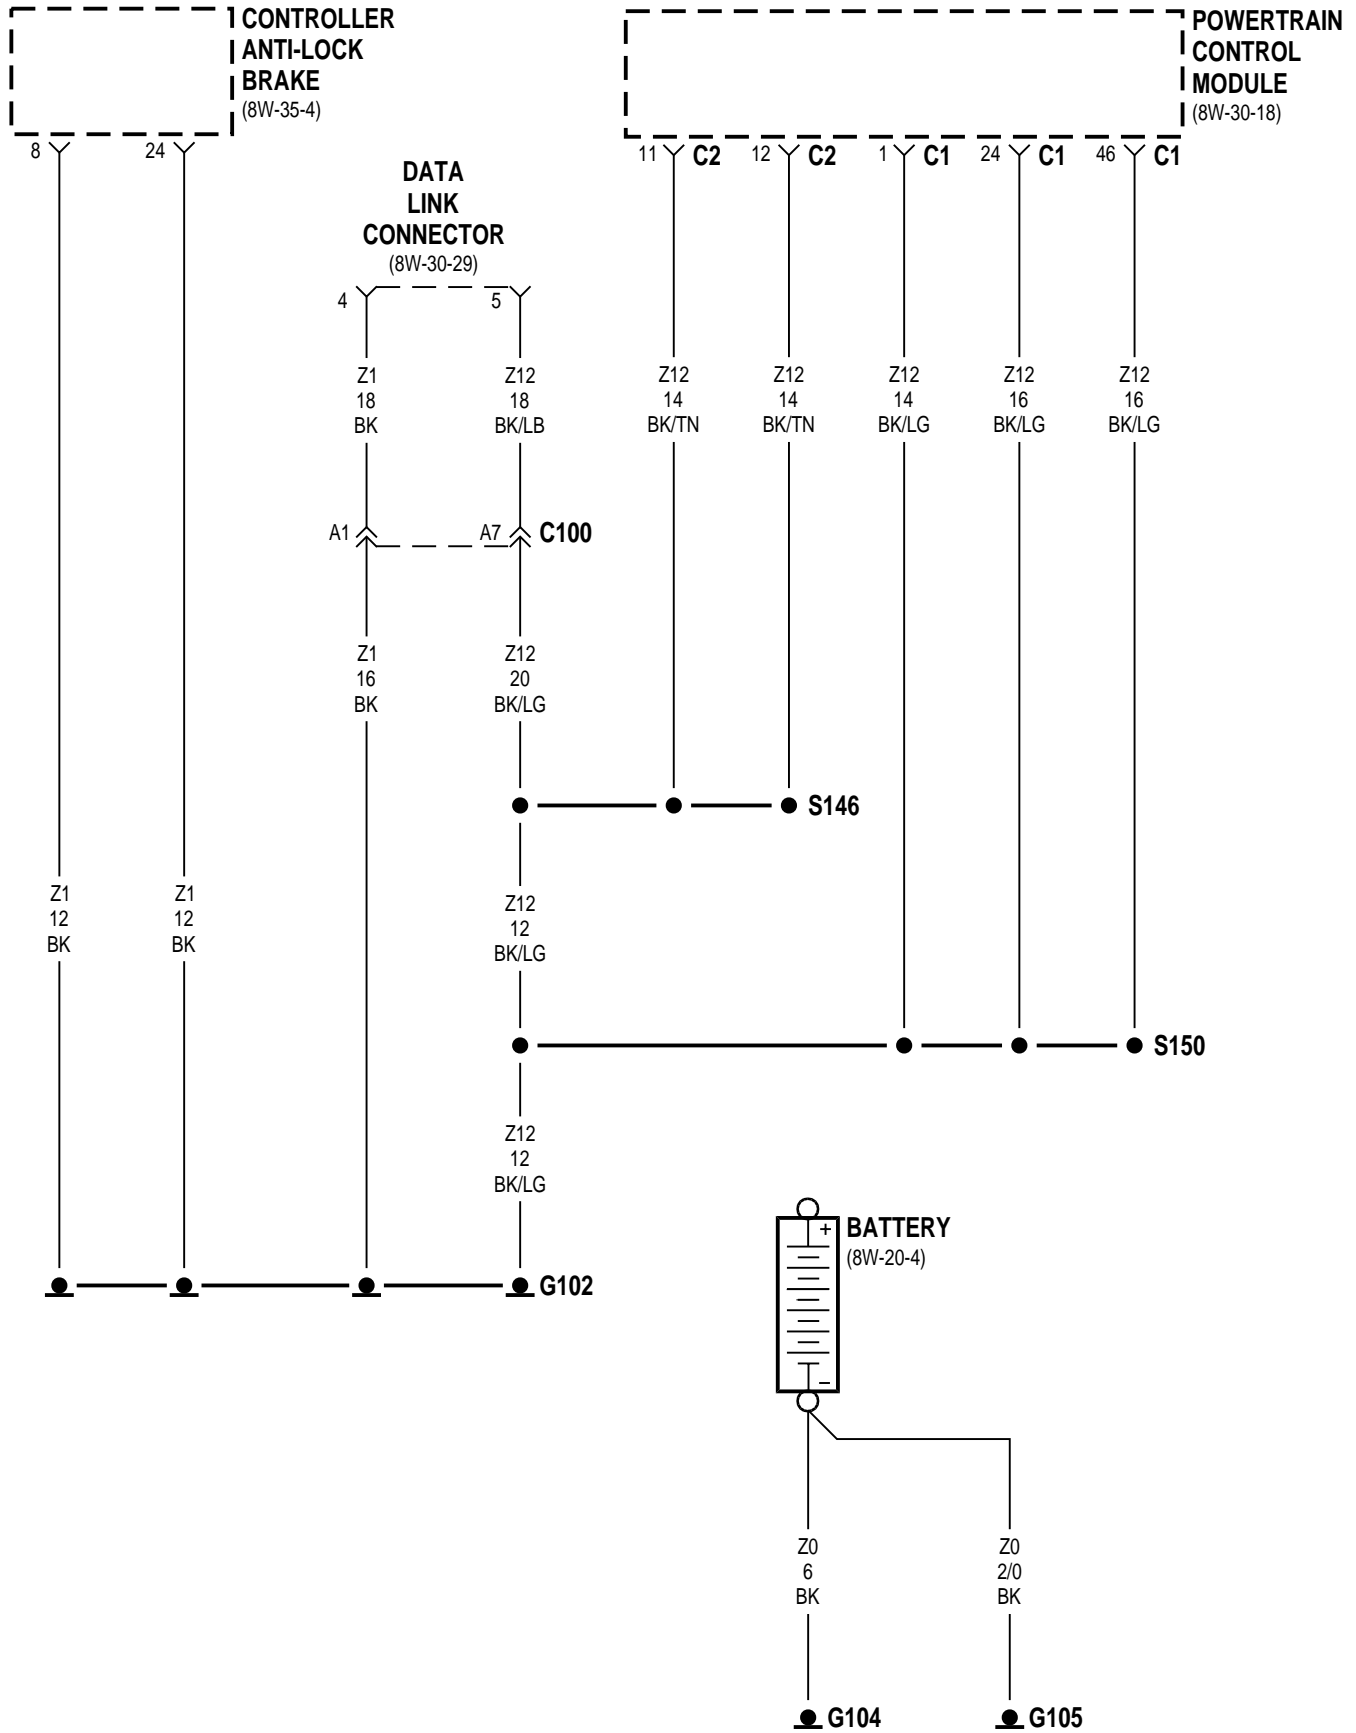 CONTROLLER
ANTI-LOCK
BRAKE
(8W-35-4)
POWERTRAIN
CONTROL
MODULE
(8W-30-18)
8
24
11
C2
12
C2
1
C1
24
C1
46
C1
DATA
LINK
CONNECTOR
(8W-30-29)
4
5
Z1
18
BK
Z12
18
BK/LB
Z12
14
BK/TN
Z12
14
BK/TN
Z12
14
BK/LG
Z12
16
BK/LG
Z12
16
BK/LG
A1
A7
C100
Z1
16
BK
Z12
20
BK/LG
S146
Z1
12
BK
Z1
12
BK
Z12
12
BK/LG
S150
Z12
12
BK/LG
G102
+
BATTERY
(8W-20-4)
–
Z0
6
BK
Z0
2/0
BK
G104
G105